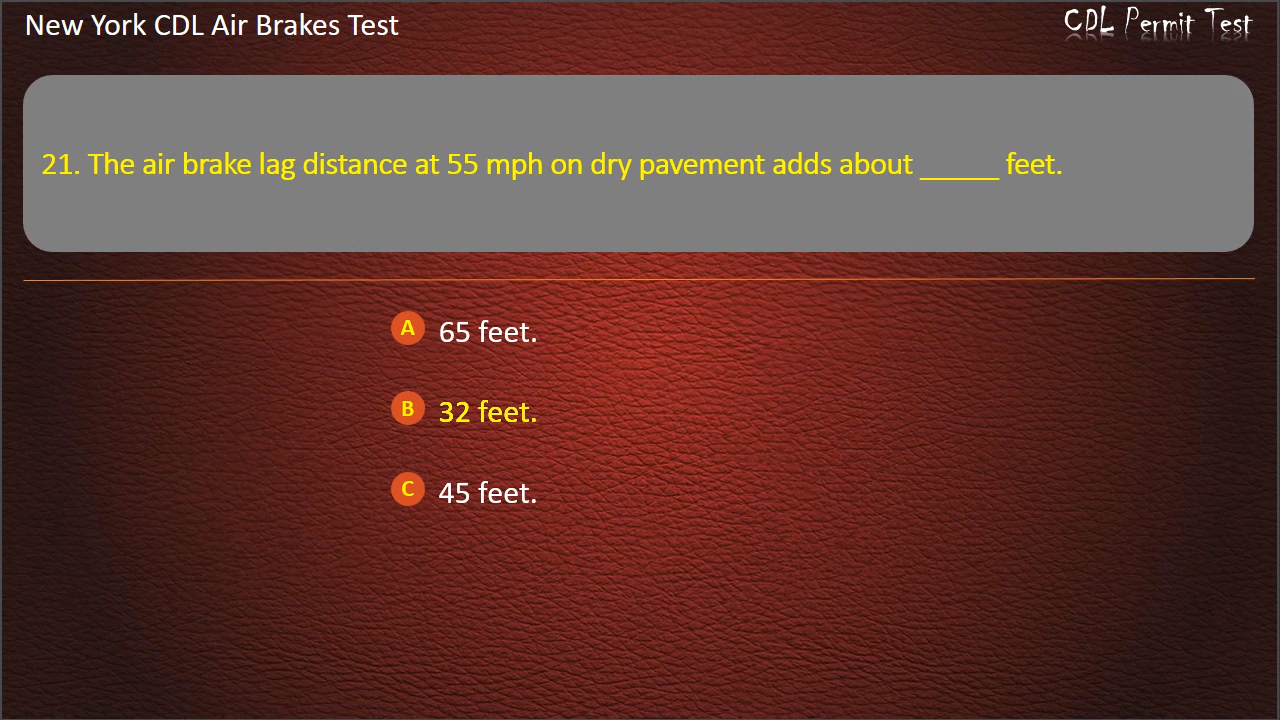 New York CDL Air Brakes Test
CDL Permit Test
21. The air brake lag distance at 55 mph on dry pavement adds about _____ feet.
A 65 feet.
B 32 feet.
C 45 feet.